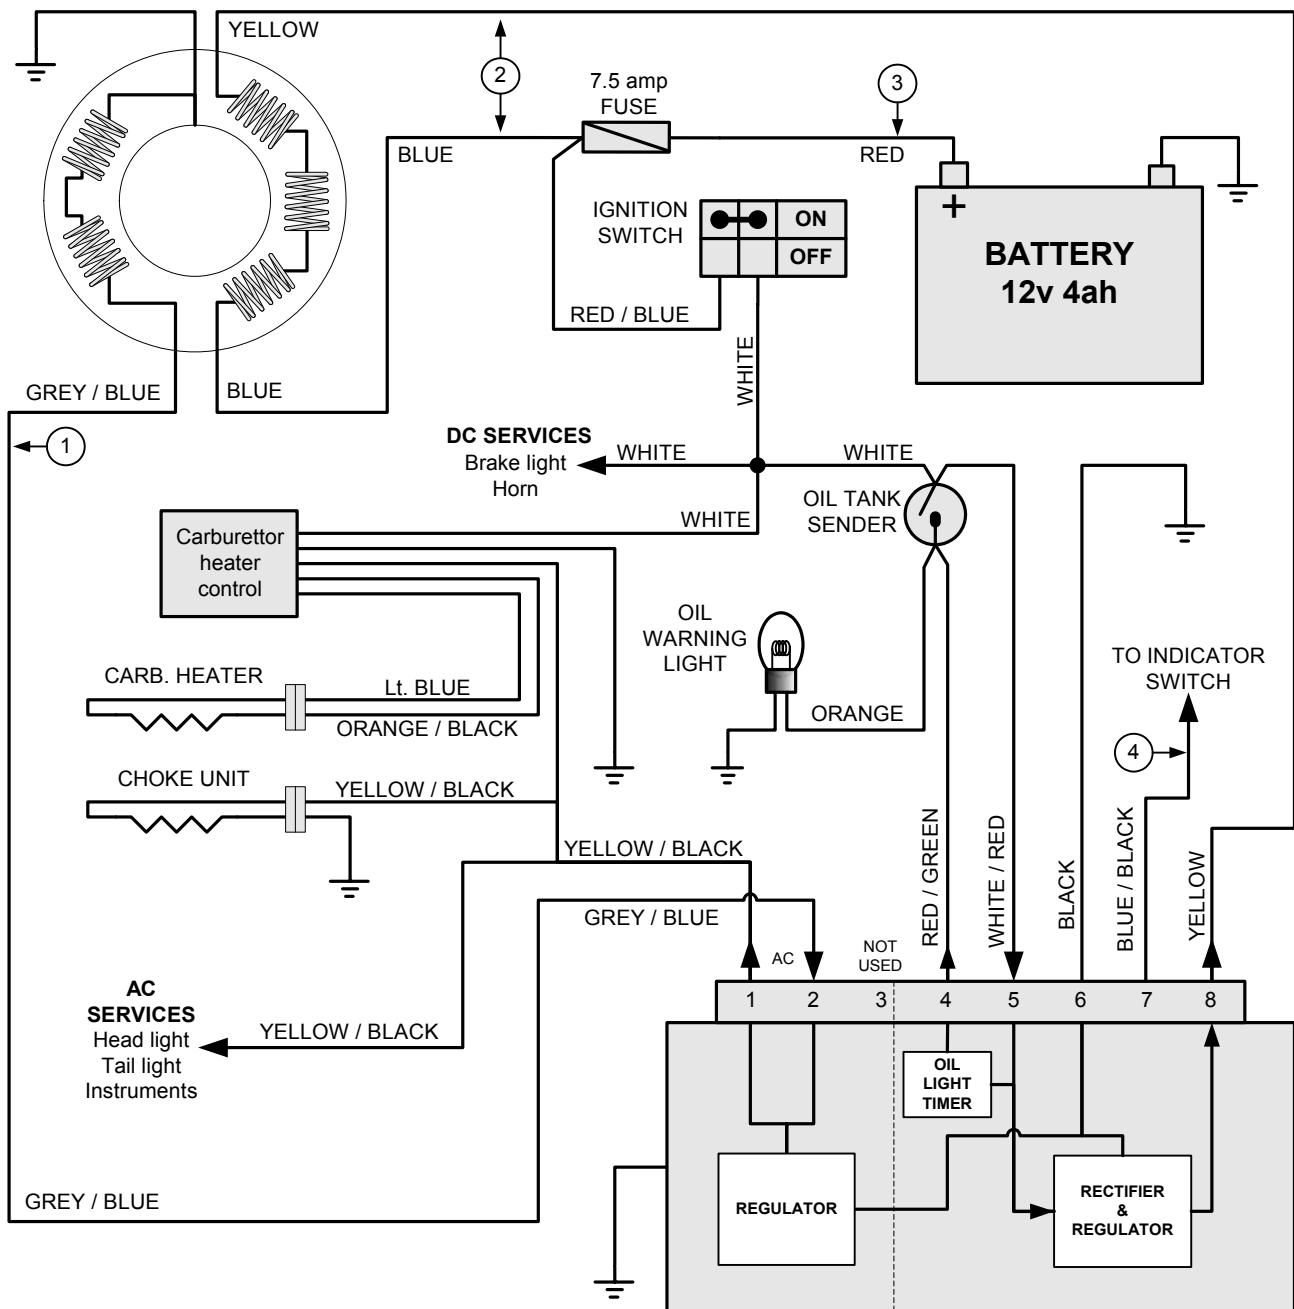 YELLOW
2
7.5 amp
FUSE
3
BLUE
RED
IGNITION
SWITCH
ON
OFF
+
BATTERY
12v 4ah
RED / BLUE
WHITE
GREY / BLUE
BLUE
1
DC SERVICES
Brake light
Horn
WHITE
WHITE
OIL TANK
SENDER
WHITE
Carburettor
heater
control
OIL
WARNING
LIGHT
TO INDICATOR
SWITCH
CARB. HEATER
Lt. BLUE
ORANGE / BLACK
ORANGE
4
CHOKE UNIT
YELLOW / BLACK
YELLOW / BLACK
GREY / BLUE
RED / GREEN
WHITE / RED
BLACK
BLUE / BLACK
YELLOW
AC
NOT
USED
1 2 3 4 5 6 7 8
AC
SERVICES
Head light
Tail light
Instruments
YELLOW / BLACK
OIL
LIGHT
TIMER
GREY / BLUE
REGULATOR
RECTIFIER
&
REGULATOR